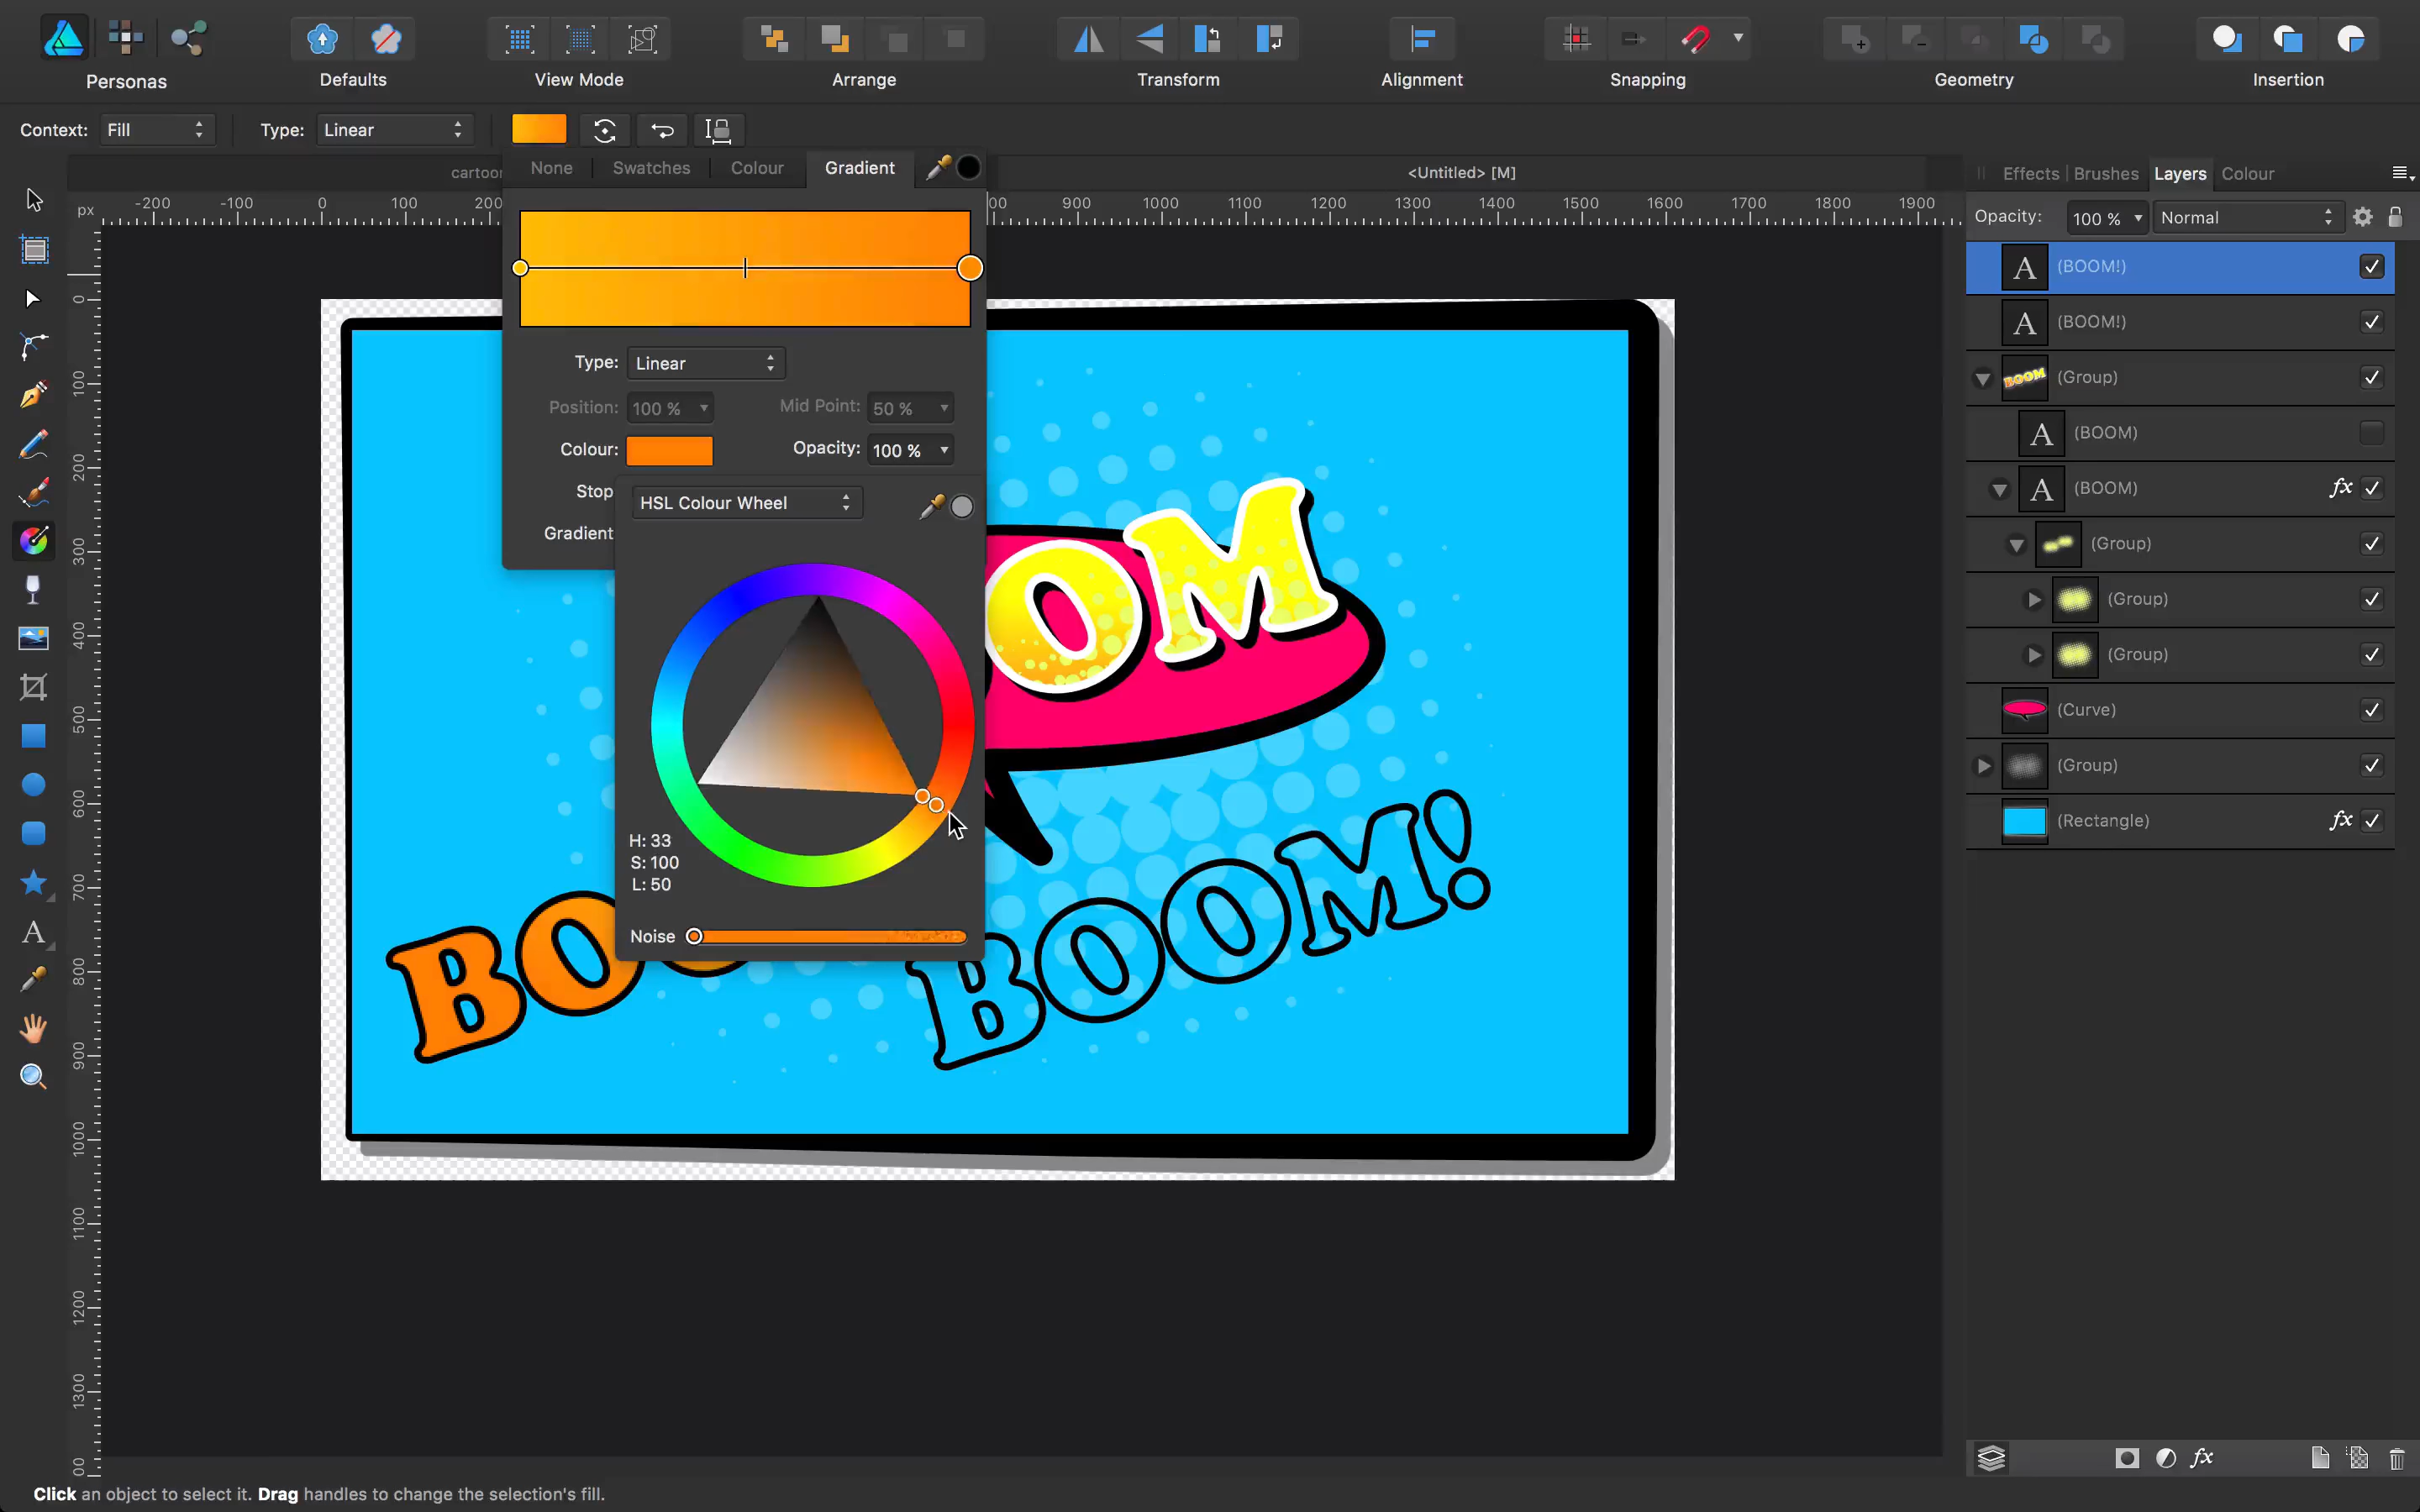 Personas
Defaults
View Mode
Arrange
Transform
Alignment
Snapping
Geometry
Insertion
Context: Fill
Type: Linear
None Swatches Colour Gradient
<Untitled> [M]
Effects Brushes Layers Colour
px -200 -100 0 100 900 1000 1100 1200 1300 1400 1500 1600 1700 1800 1900
Opacity: 100 % Normal
A (BOOM!)
A (BOOM!)
BOOM (Group)
A (BOOM)
A (BOOM) fx
(Group)
(Group)
(Group)
(Curve)
(Group)
(Rectangle) fx
Type: Linear
Position: 100 % Mid Point: 50 %
Colour: Opacity: 100 %
Stop
Gradient
HSL Colour Wheel
H: 33
S: 100
L: 50
Noise
0
100
200
300
400
500
600
700
800
900
1000
1100
1200
1300
OM
BO
BOOM!
A
fx
Click an object to select it. Drag handles to change the selection's fill.